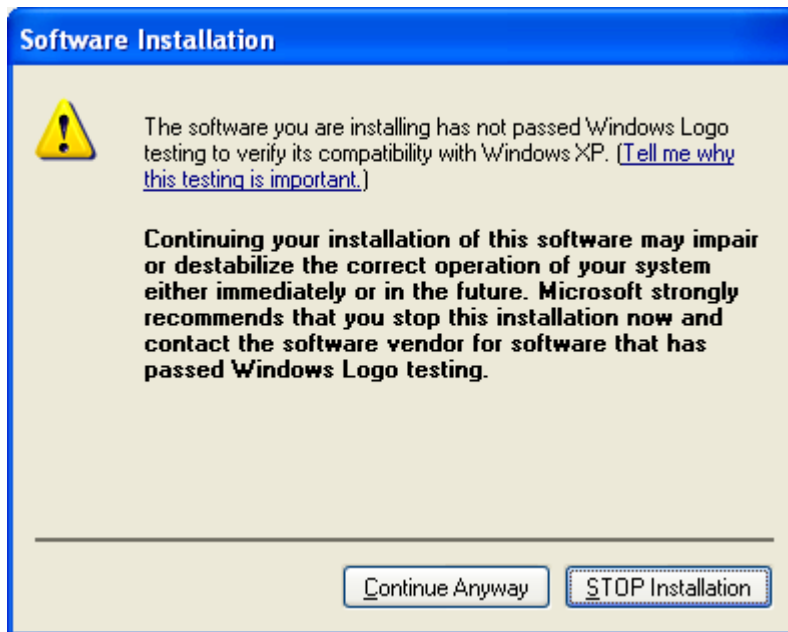 Software Installation
The software you are installing has not passed Windows Logo
testing to verify its compatibility with Windows XP. (Tell me why
this testing is important.)
Continuing your installation of this software may impair
or destabilize the correct operation of your system
either immediately or in the future. Microsoft strongly
recommends that you stop this installation now and
contact the software vendor for software that has
passed Windows Logo testing.
Continue Anyway
STOP Installation